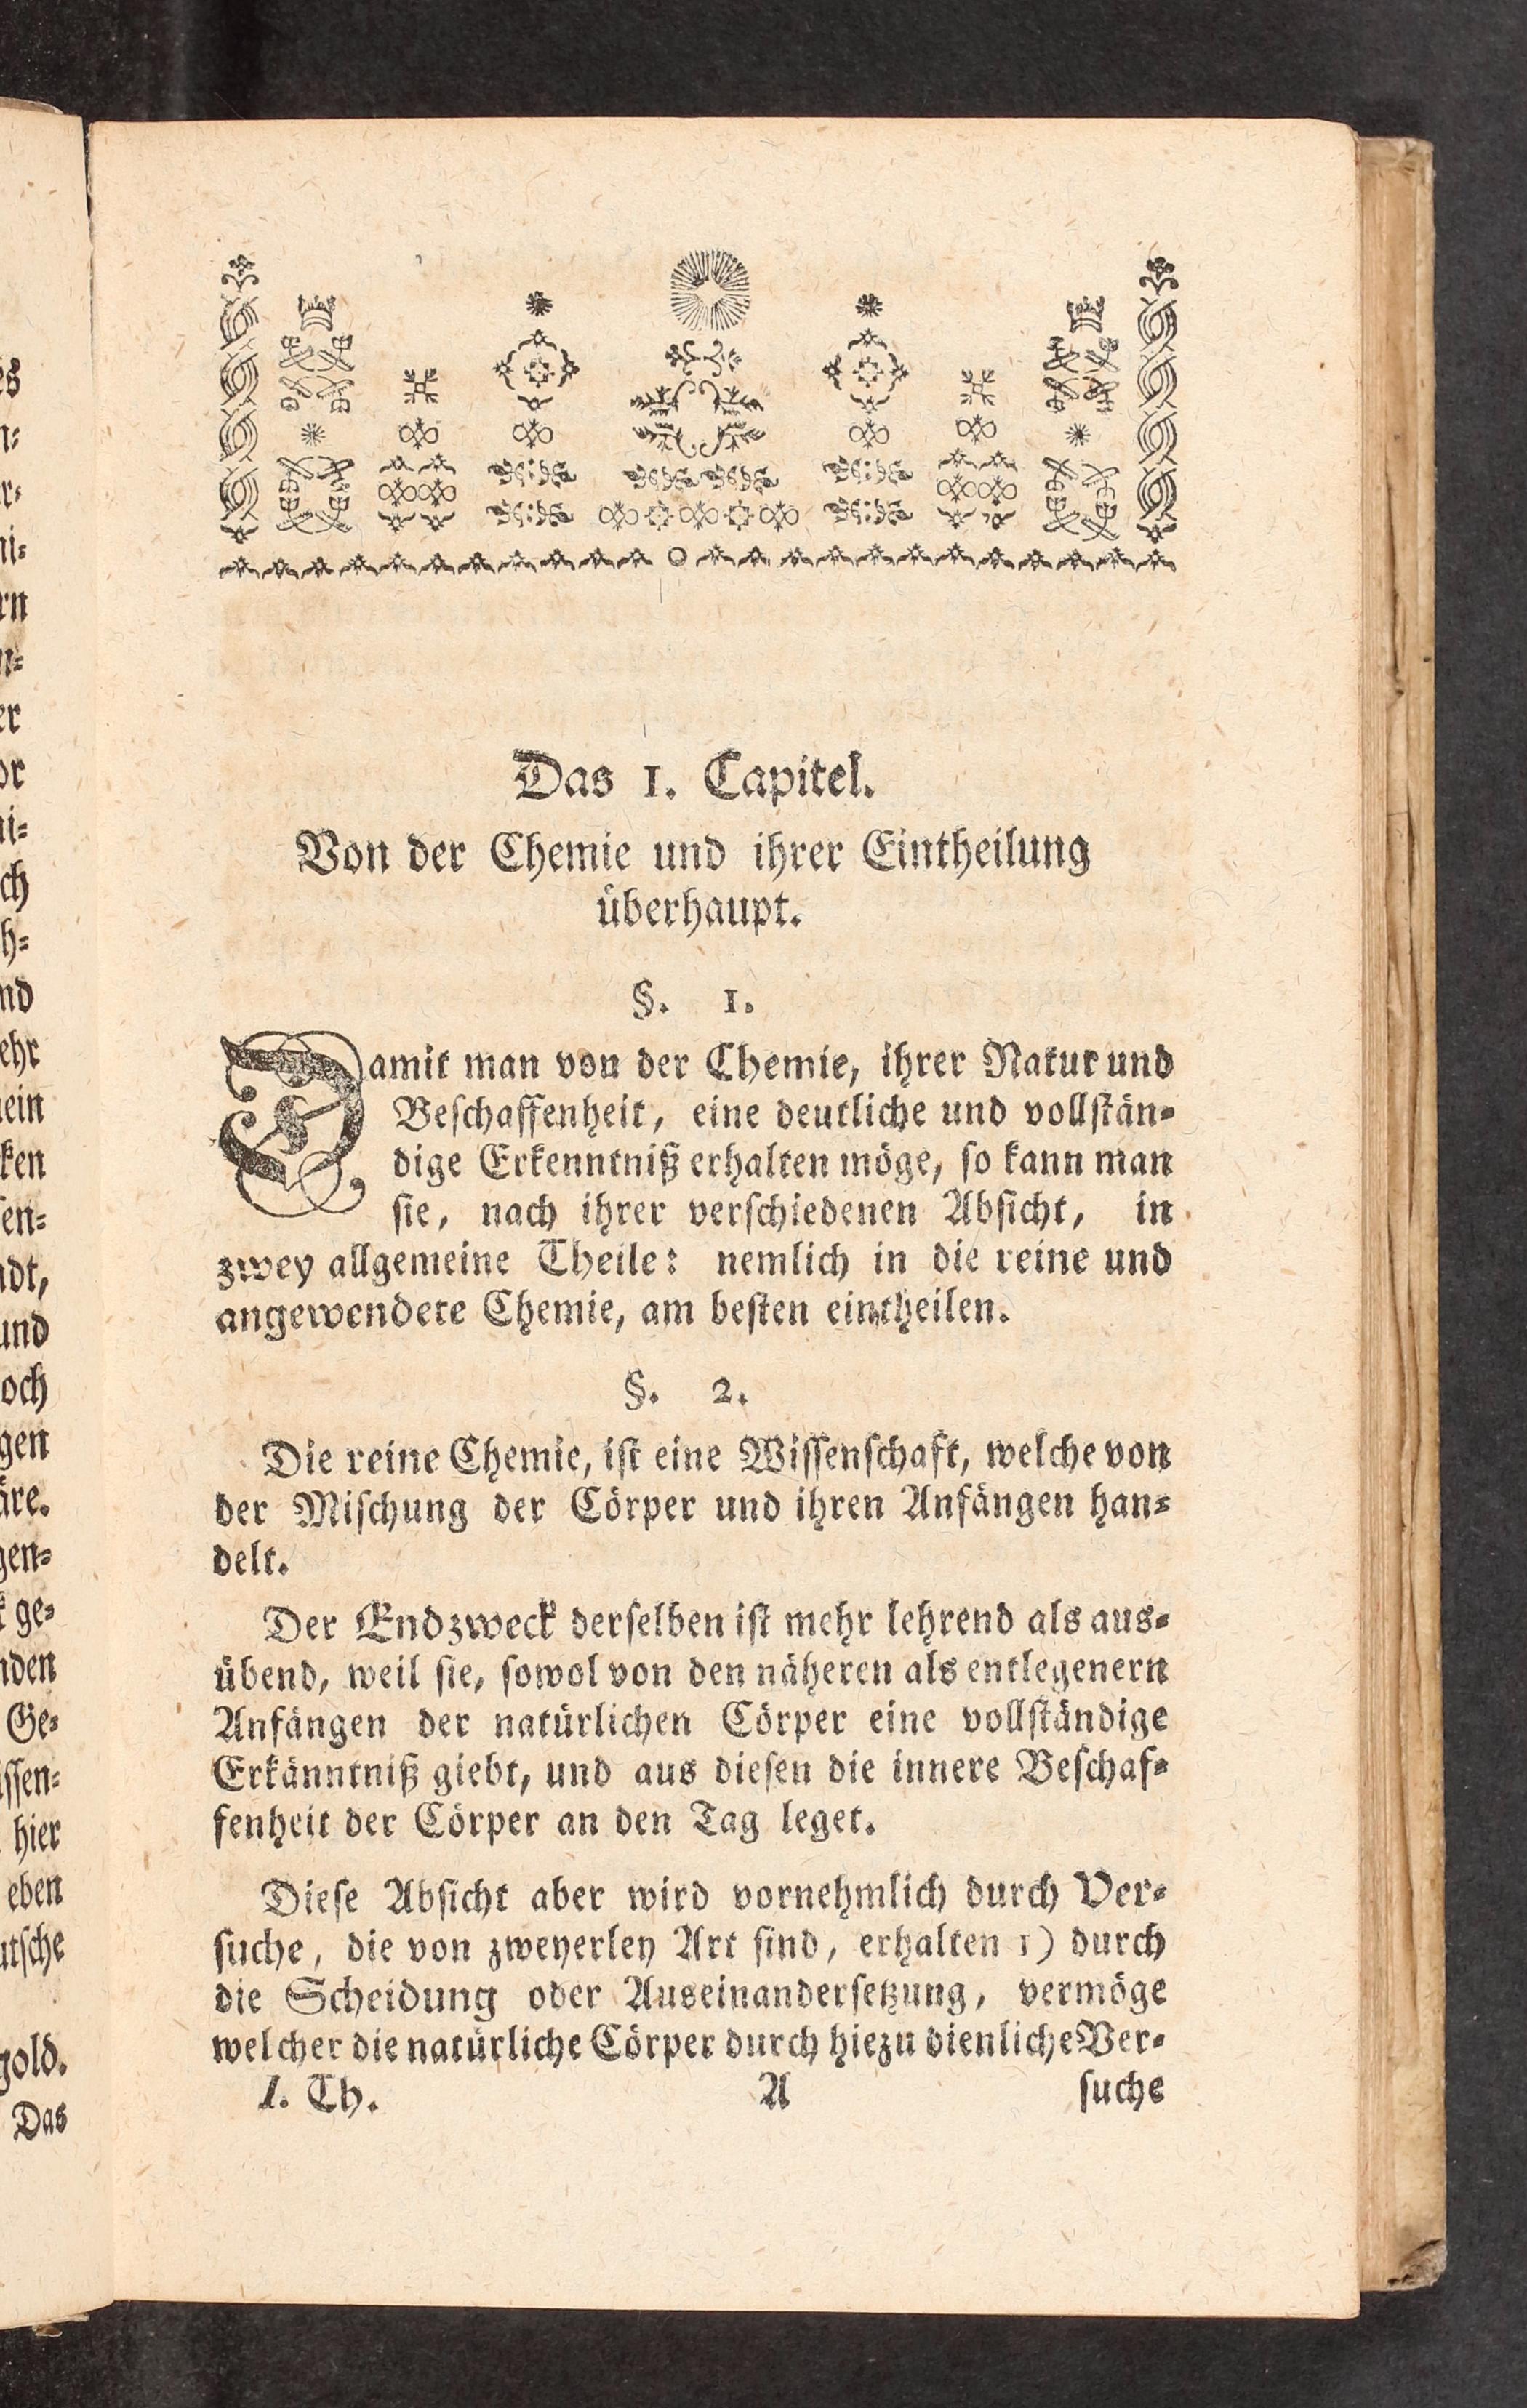 Das 1. Capitel.
Von der Chemie und ihrer Eintheilung
überhaupt.
§. 1.
Damit man von der Chemie, ihrer Natur und
Beschaffenheit, eine deutliche und vollstän-
dige Erkenntniß erhalten möge, so kann man
sie, nach ihrer verschiedenen Absicht, in
zwey allgemeine Theile: nemlich in die reine und
angewendete Chemie, am besten eintheilen.
§. 2.
Die reine Chemie, ist eine Wissenschaft, welche von
der Mischung der Cörper und ihren Anfängen han-
delt.
Der Endzweck derselben ist mehr lehrend als aus-
übend, weil sie, sowol von den näheren als entlegenern
Anfängen der natürlichen Cörper eine vollständige
Erkänntniß giebt, und aus diesen die innere Beschaf-
fenheit der Cörper an den Tag leget.
Diese Absicht aber wird vornehmlich durch Ver-
suche, die von zweyerley Art sind, erhalten 1) durch
die Scheidung oder Auseinandersetzung, vermöge
welcher die natürliche Cörper durch hiezu dienliche Ver-
I. Th. A suche